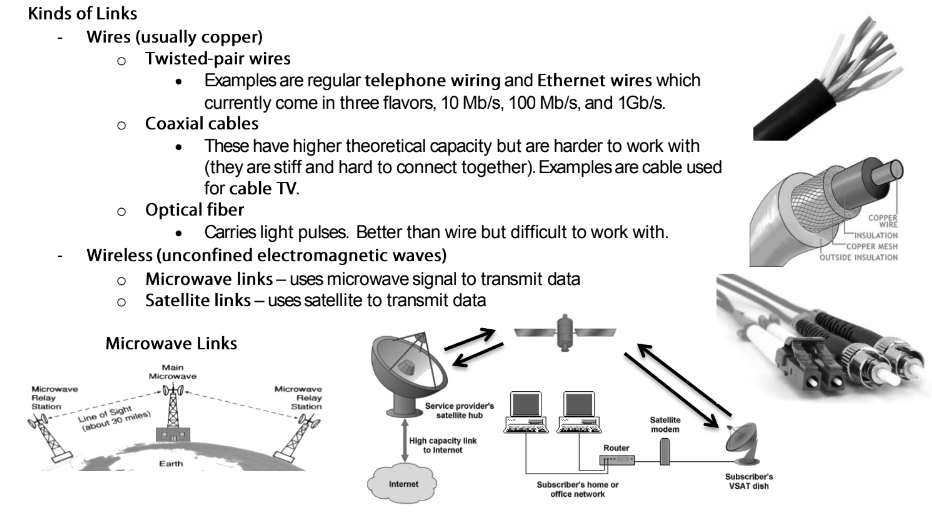 Kinds of Links
- Wires (usually copper)
o Twisted-pair wires
• Examples are regular telephone wiring and Ethernet wires which
currently come in three flavors, 10 Mb/s, 100 Mb/s, and 1Gb/s.
o Coaxial cables
• These have higher theoretical capacity but are harder to work with
(they are stiff and hard to connect together). Examples are cable used
for cable TV.
o Optical fiber
• Carries light pulses. Better than wire but difficult to work with.
- Wireless (unconfined electromagnetic waves)
o Microwave links – uses microwave signal to transmit data
o Satellite links – uses satellite to transmit data
COPPER
WIRE
INSULATION
COPPER MESH
OUTSIDE INSULATION
Microwave Links
Main
Microwave
Microwave
Relay
Station
Line of Sight
(about 30 miles)
Microwave
Relay
Station
Earth
Service provider's
satellite hub
High capacity link
to Internet
Internet
Router
Satellite
modem
Subscriber's home or
office network
Subscriber's
VSAT dish